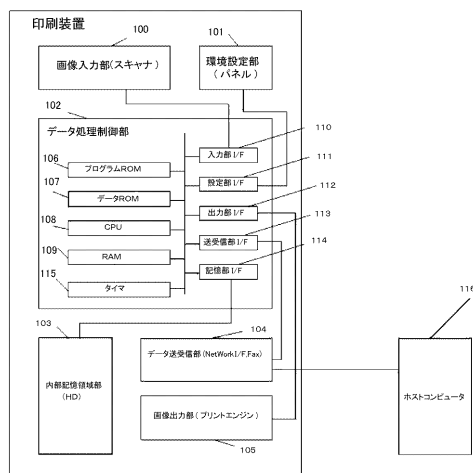 印刷装置
100
101
画像入力部(スキャナ)
環境設定部
(パネル)
102
データ処理制御部
110
入力部I/F
106
プログラムROM
111
設定部I/F
107
データROM
112
出力部I/F
108
CPU
113
送受信部I/F
109
RAM
114
記憶部I/F
115
タイマ
103
内部記憶領域部
(HD)
104
データ送受信部(NetWorkI/F,Fax)
116
ホストコンピュータ
画像出力部(プリントエンジン)
105